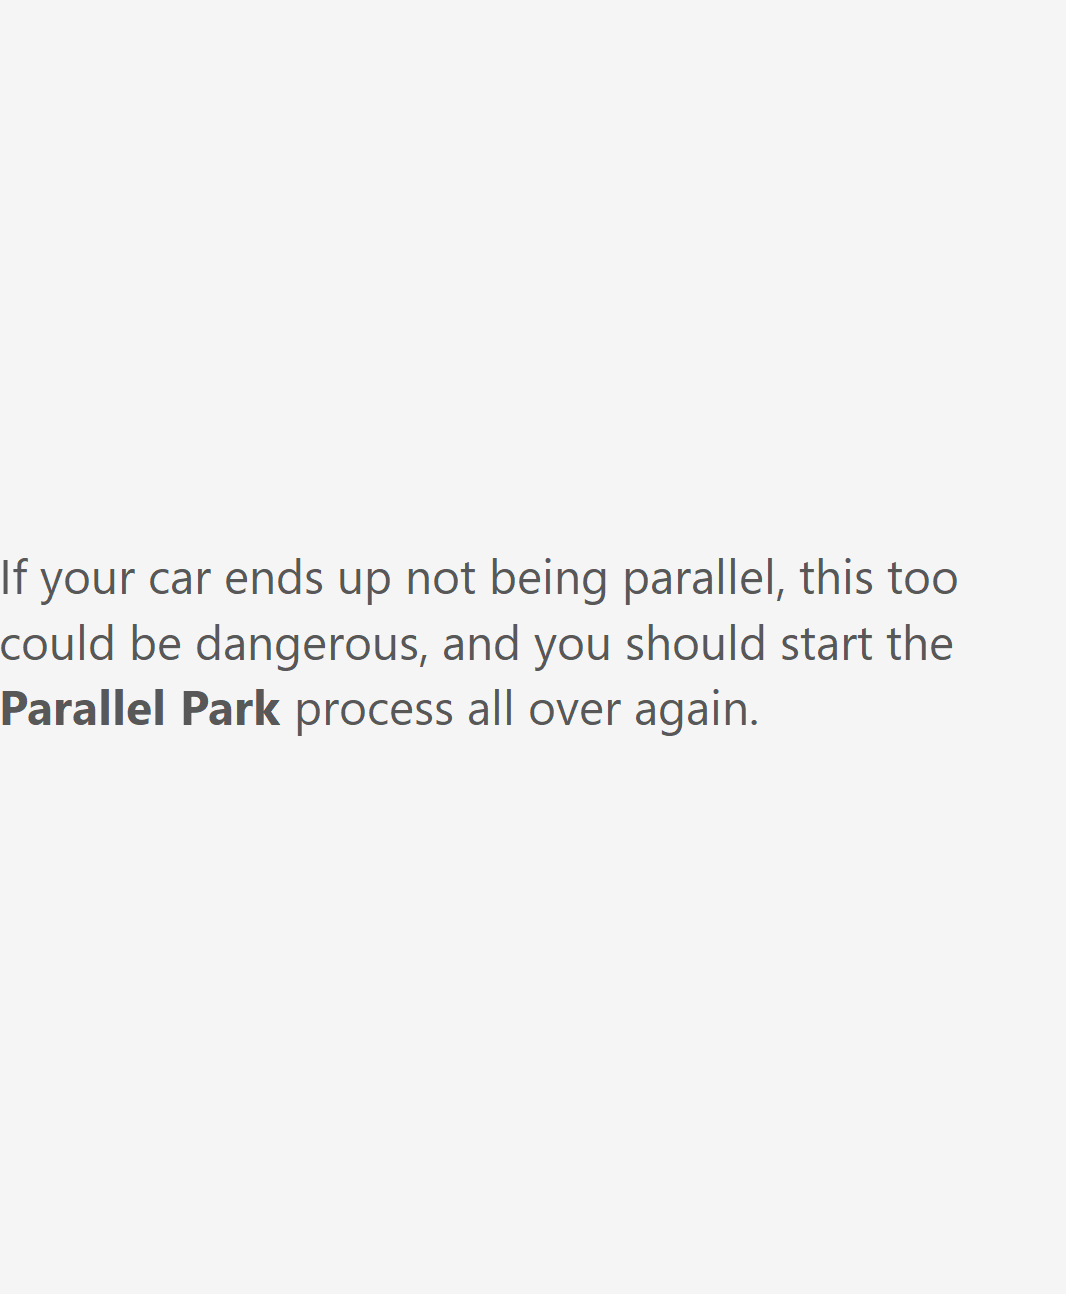 If your car ends up not being parallel, this too
could be dangerous, and you should start the
Parallel Park process all over again.